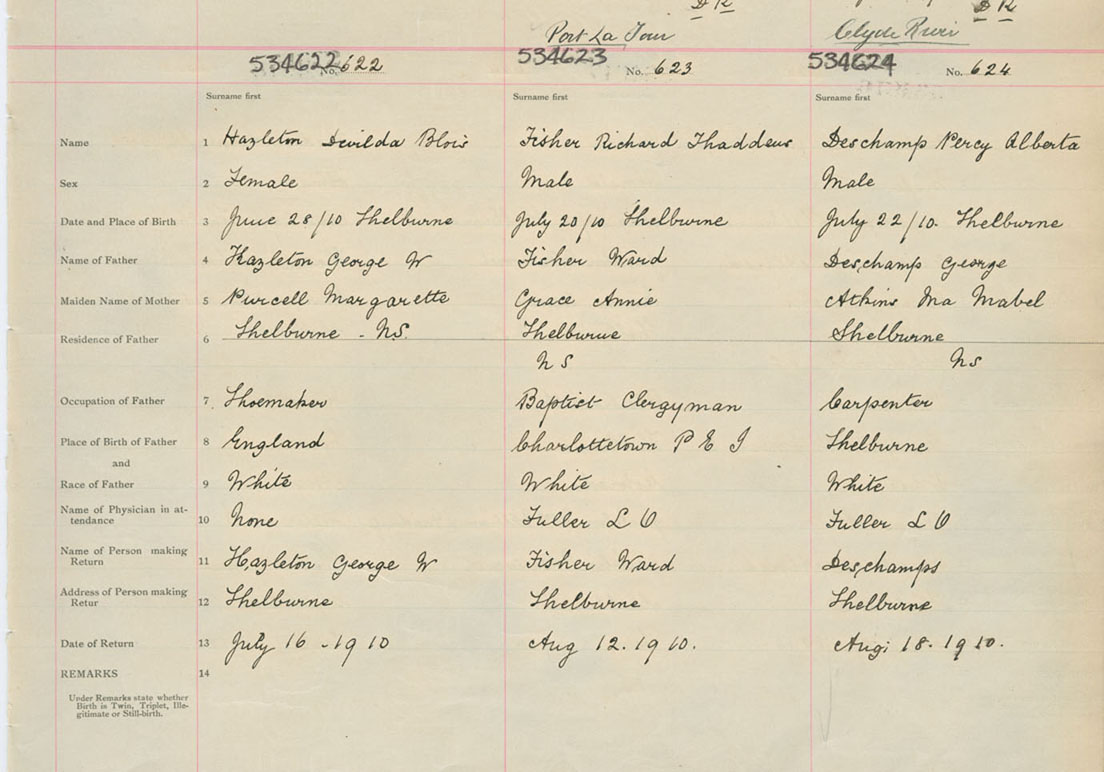 D R D R
Port La Tour Clyde River
534622 No. 622 534623 No. 623 534624 No. 624
Surname first Surname first Surname first
Name 1 Hazleton Devilda Blois Fisher Richard Thaddeus Deschamp Percy Alberta
Sex 2 Female Male Male
Date and Place of Birth 3 June 28/10 Shelburne July 20/10 Shelburne July 22/10. Shelburne
Name of Father 4 Hazleton George W Fisher Ward Deschamp George
Maiden Name of Mother 5 Purcell Margarette Grace Annie Atkins Ina Mabel
Residence of Father 6 Shelburne - NS. Shelburne Shelburne
N S NS
Occupation of Father 7 Shoemaker Baptist Clergyman Carpenter
Place of Birth of Father 8 England Charlottetown P E I Shelburne
and
Race of Father 9 White White White
Name of Physician in at-
tendance 10 None Fuller L O Fuller L O
Name of Person making
Return 11 Hazleton George W Fisher Ward Deschamps
Address of Person making
Retur 12 Shelburne Shelburne Shelburne
Date of Return 13 July 16 - 1910 Aug 12. 1910. Aug: 18. 1910.
REMARKS 14
Under Remarks state whether
Birth is Twin, Triplet, Ille-
gitimate or Still-birth.